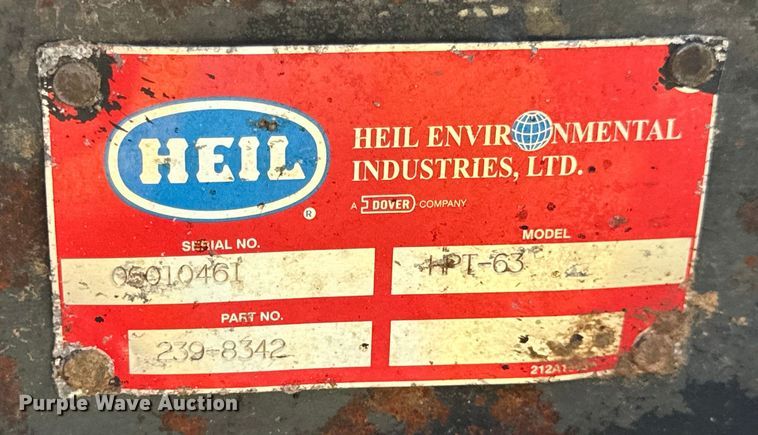 HEIL
®
HEIL ENVIRONMENTAL
INDUSTRIES, LTD.
A DOVER COMPANY
SERIAL NO.
MODEL
05010461
HPT-63
PART NO.
239-8342
Purple Wave Auction